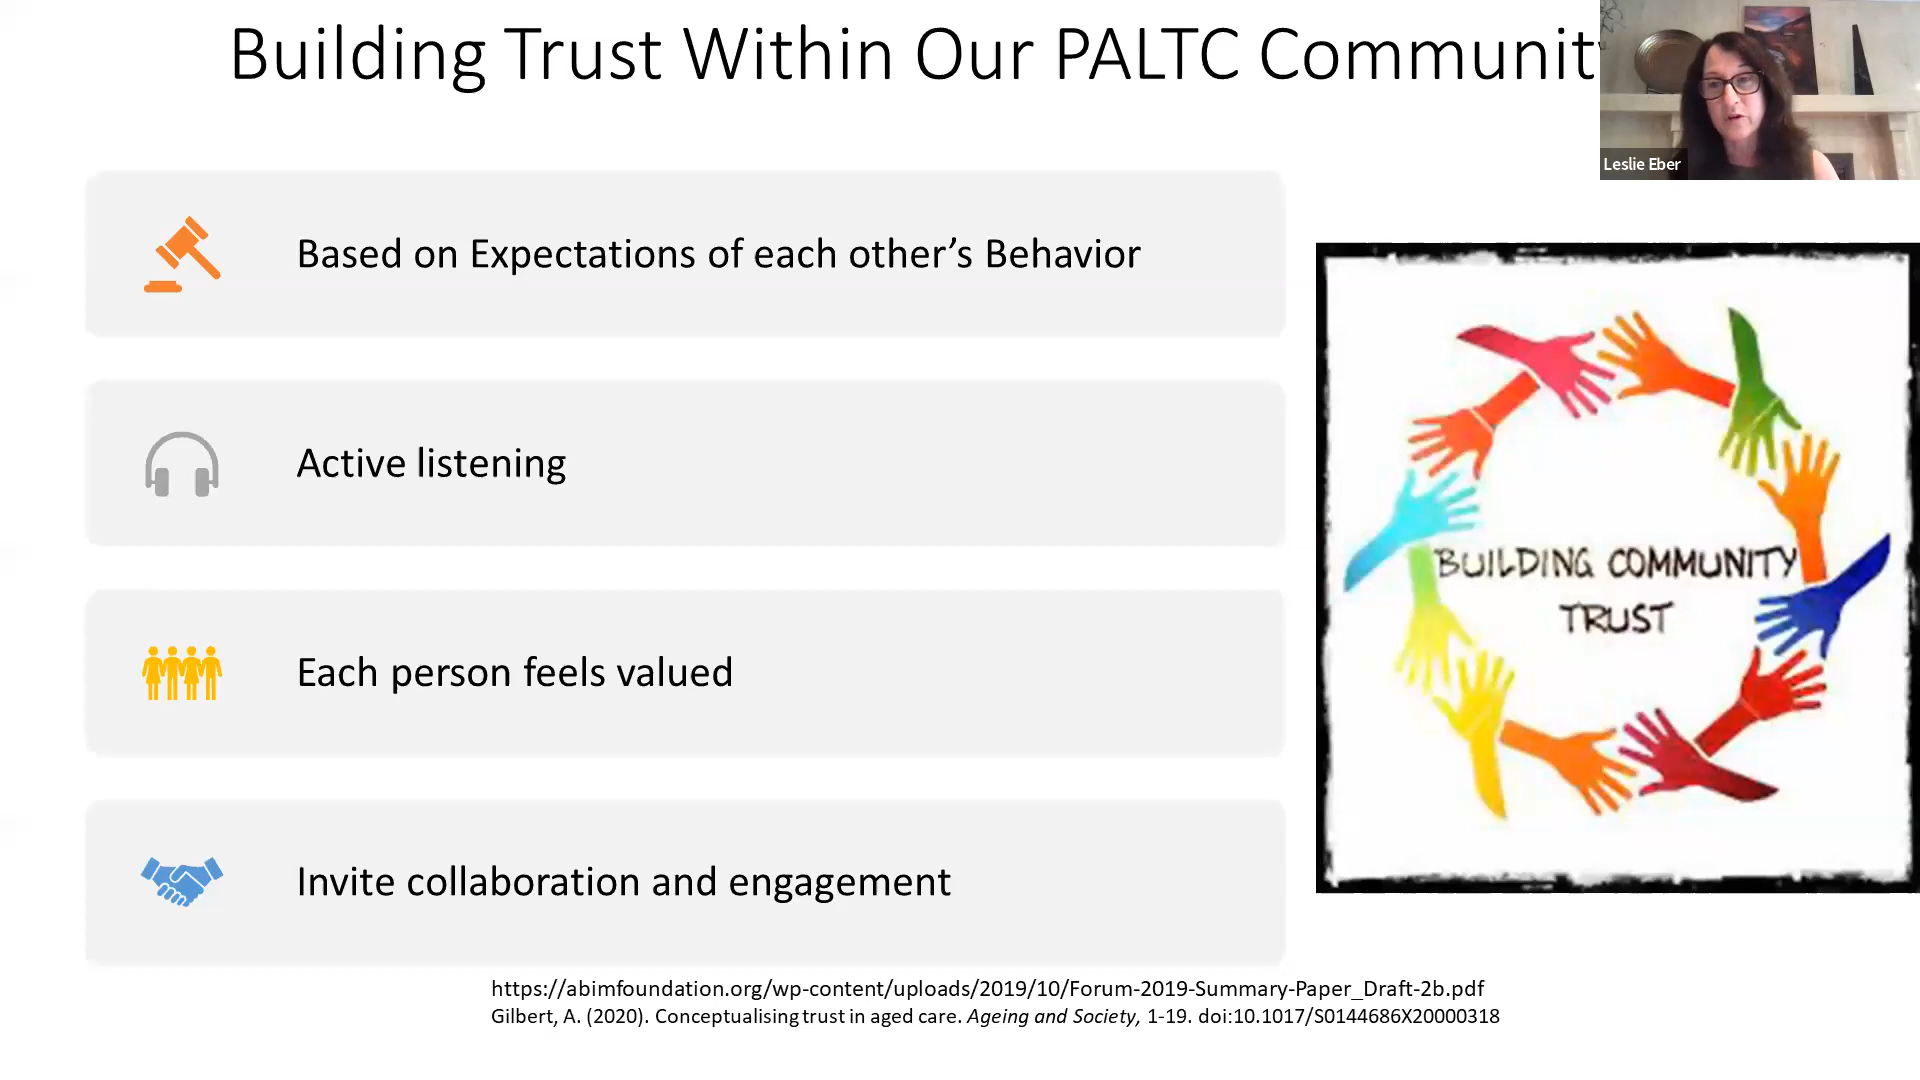 Building Trust Within Our PALTC Communit
Leslie Eber
Based on Expectations of each other’s Behavior
Active listening
Each person feels valued
Invite collaboration and engagement
BUILDING COMMUNITY
TRUST
https://abimfoundation.org/wp-content/uploads/2019/10/Forum-2019-Summary-Paper_Draft-2b.pdf
Gilbert, A. (2020). Conceptualising trust in aged care. Ageing and Society, 1-19. doi:10.1017/S0144686X20000318